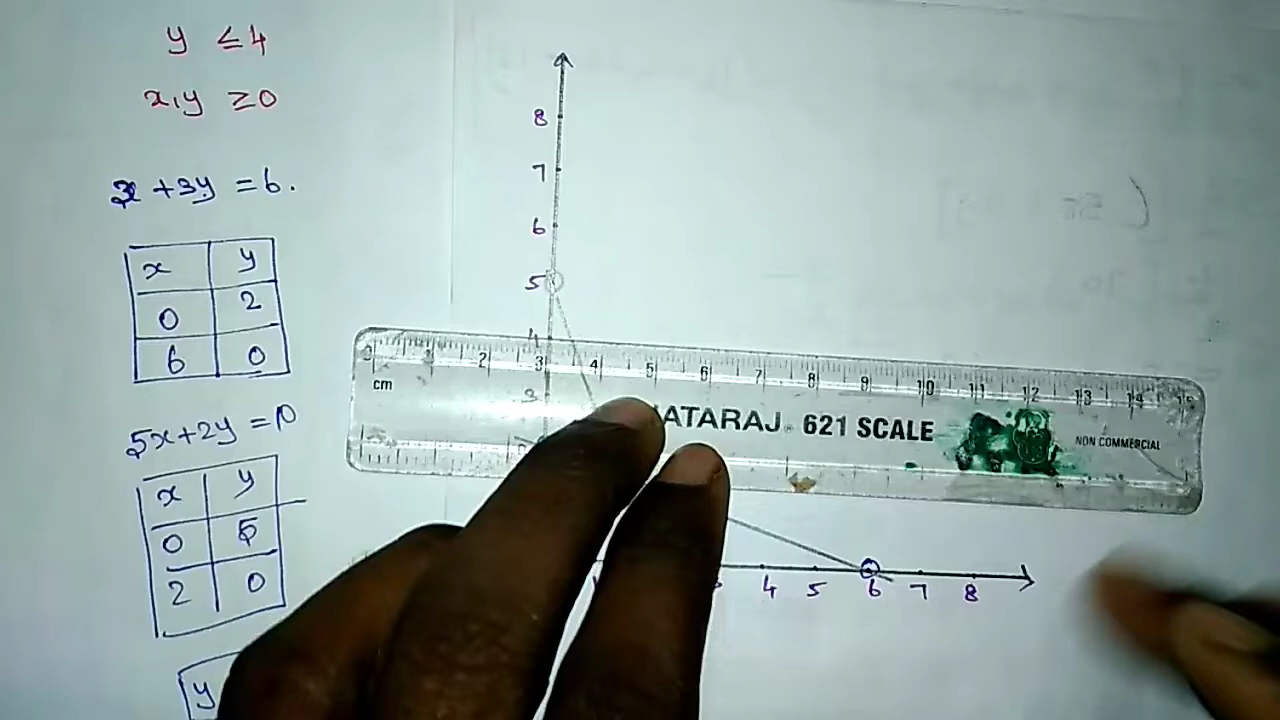 y ≤ 4
x, y ≥ 0
x + 3y = 6.
x y
0 2
6 0
5x + 2y = 10
x y
0 5
2 0
y
8
7
6
5
4
3
0 1 2 3 4 5 6 7 8 9 10 11 12 13 14 15
cm
NATARAJ 621 SCALE
NON COMMERCIAL
4 5 6 7 8